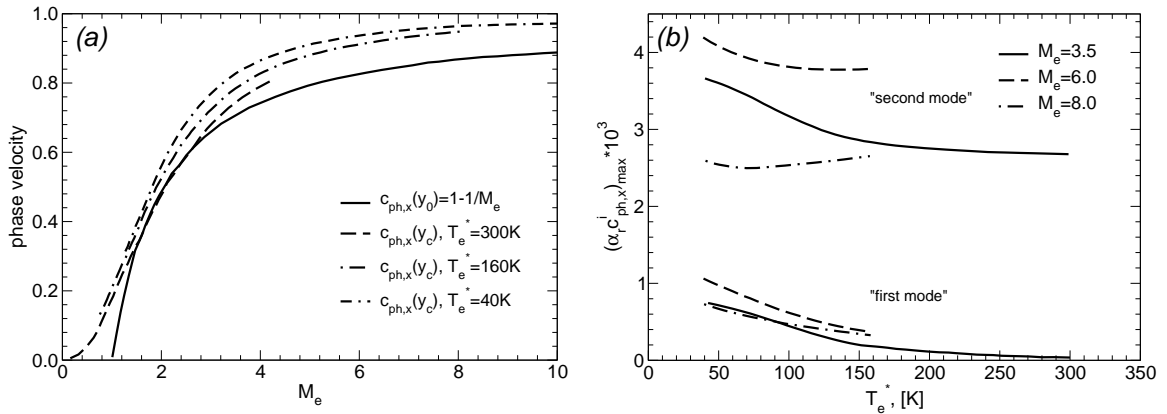 (a)
1.0
0.8
0.6
0.4
0.2
0.0
phase velocity
c_ph,x(y_0)=1-1/M_e
c_ph,x(y_c), T_e^*=300K
c_ph,x(y_c), T_e^*=160K
c_ph,x(y_c), T_e^*=40K
0 2 4 6 8 10
M_e
(b)
4
3
2
1
0
(α_r c^i_ph,x)_max*10^3
M_e=3.5
M_e=6.0
M_e=8.0
"second mode"
"first mode"
0 50 100 150 200 250 300 350
T_e^*, [K]